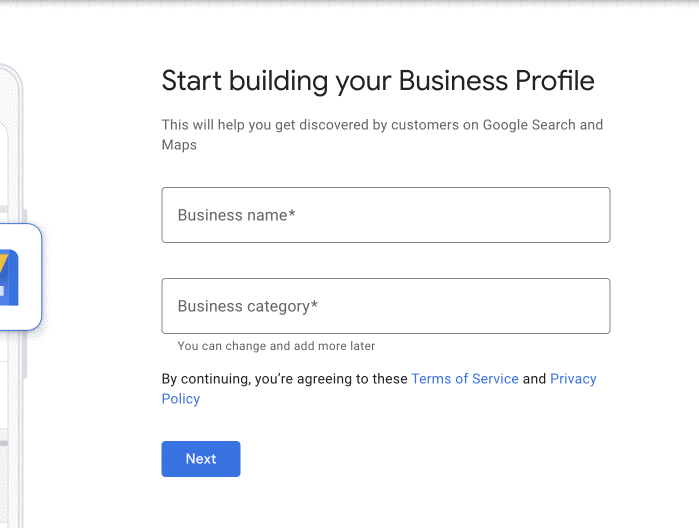 Start building your Business Profile
This will help you get discovered by customers on Google Search and
Maps
Business name*
Business category*
You can change and add more later
By continuing, you’re agreeing to these Terms of Service and Privacy
Policy
Next